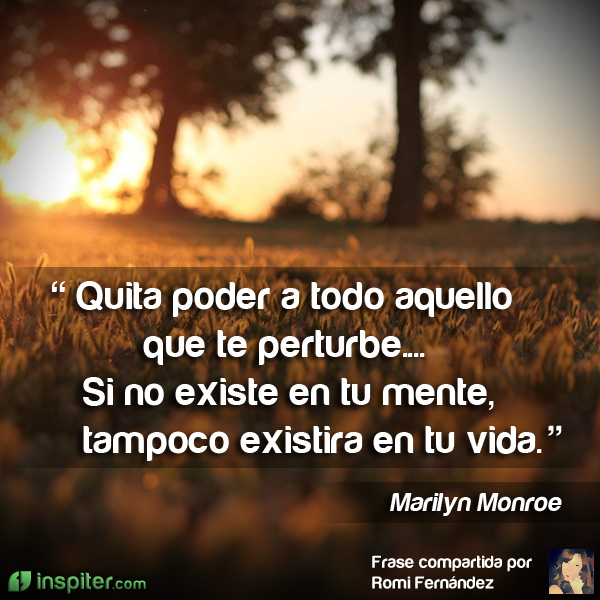 “ Quita poder a todo aquello
que te perturbe....
Si no existe en tu mente,
tampoco existira en tu vida.”
Marilyn Monroe
Frase compartida por
Romi Fernández
inspiter.com